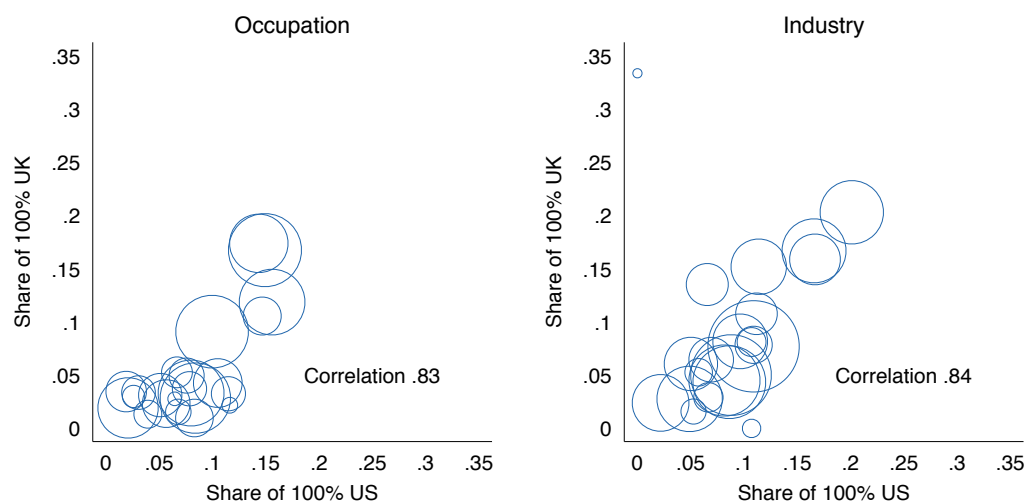 Occupation
Share of 100% UK
.35
.3
.25
.2
.15
.1
.05
0
Correlation .83
0 .05 .1 .15 .2 .25 .3 .35
Share of 100% US
Industry
Share of 100% UK
.35
.3
.25
.2
.15
.1
.05
0
Correlation .84
0 .05 .1 .15 .2 .25 .3 .35
Share of 100% US